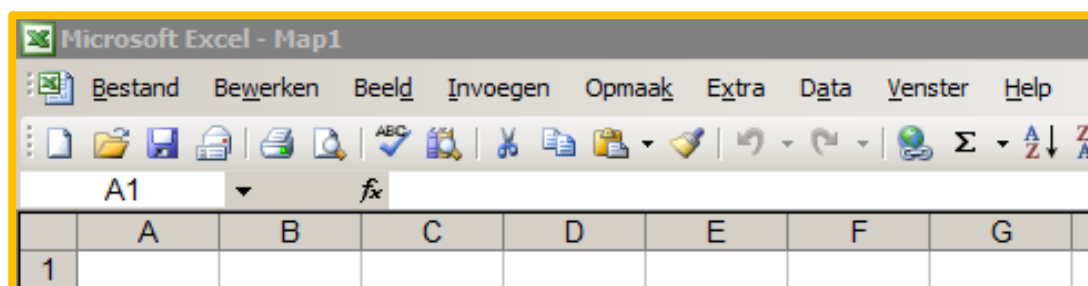 Microsoft Excel - Map1
Bestand Bewerken Beeld Invoegen Opmaak Extra Data Venster Help
ABC Σ A Z Z A
A1 fx
A B C D E F G
1